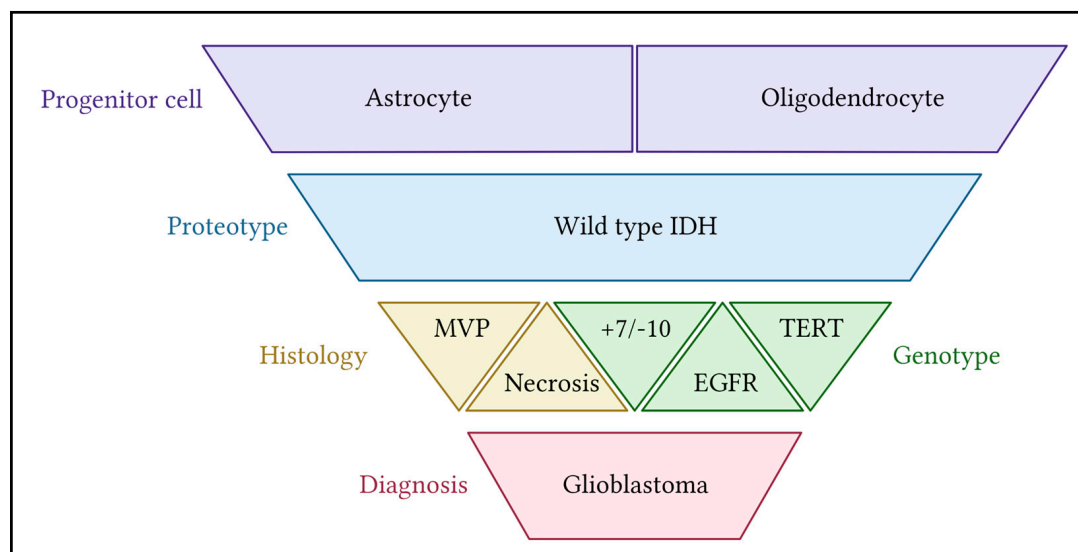 Progenitor cell
Astrocyte
Oligodendrocyte
Proteotype
Wild type IDH
Histology
MVP
Necrosis
+7/-10
EGFR
TERT
Genotype
Diagnosis
Glioblastoma